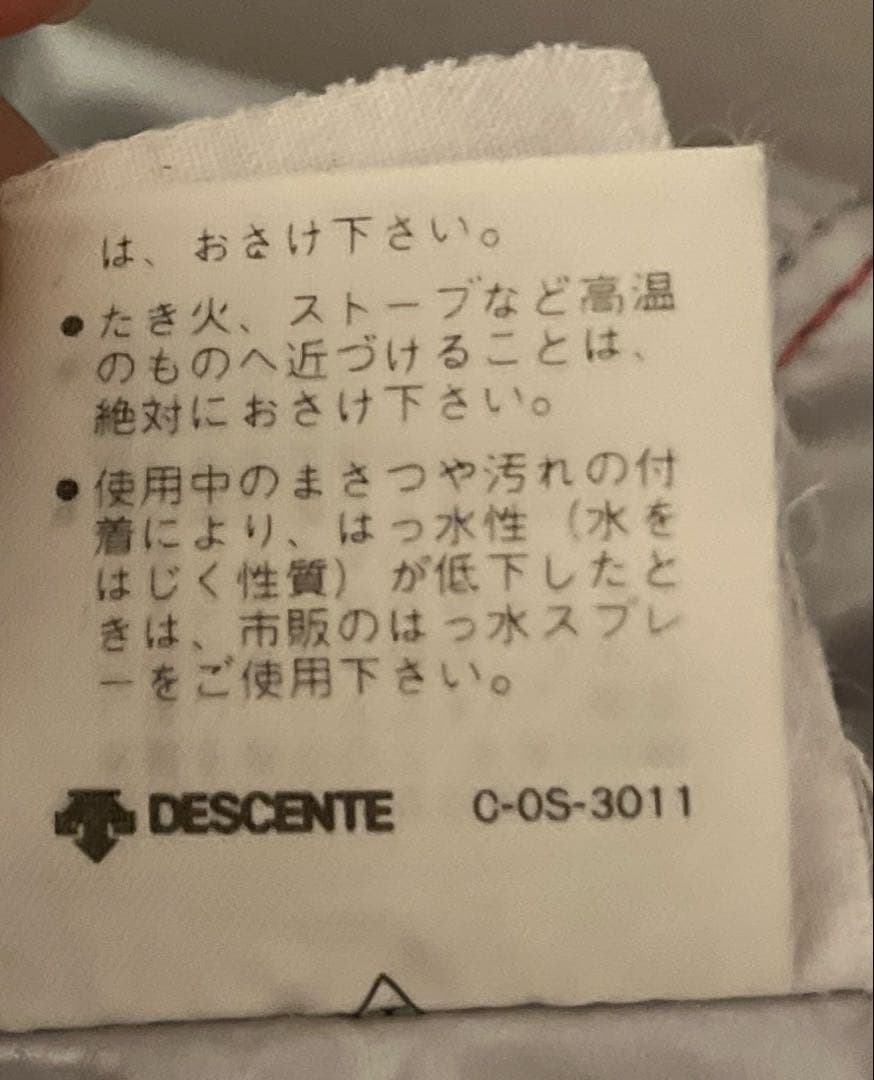 は、おさけ下さい。
●たき火、ストーブなど高温
のものへ近づけることは、
絶対におさけ下さい。
●使用中のまさつや汚れの付
着により、はっ水性（水を
はじく性質）が低下したと
きは、市販のはっ水スプレ
ーをご使用下さい。
DESCENTE C-OS-3011